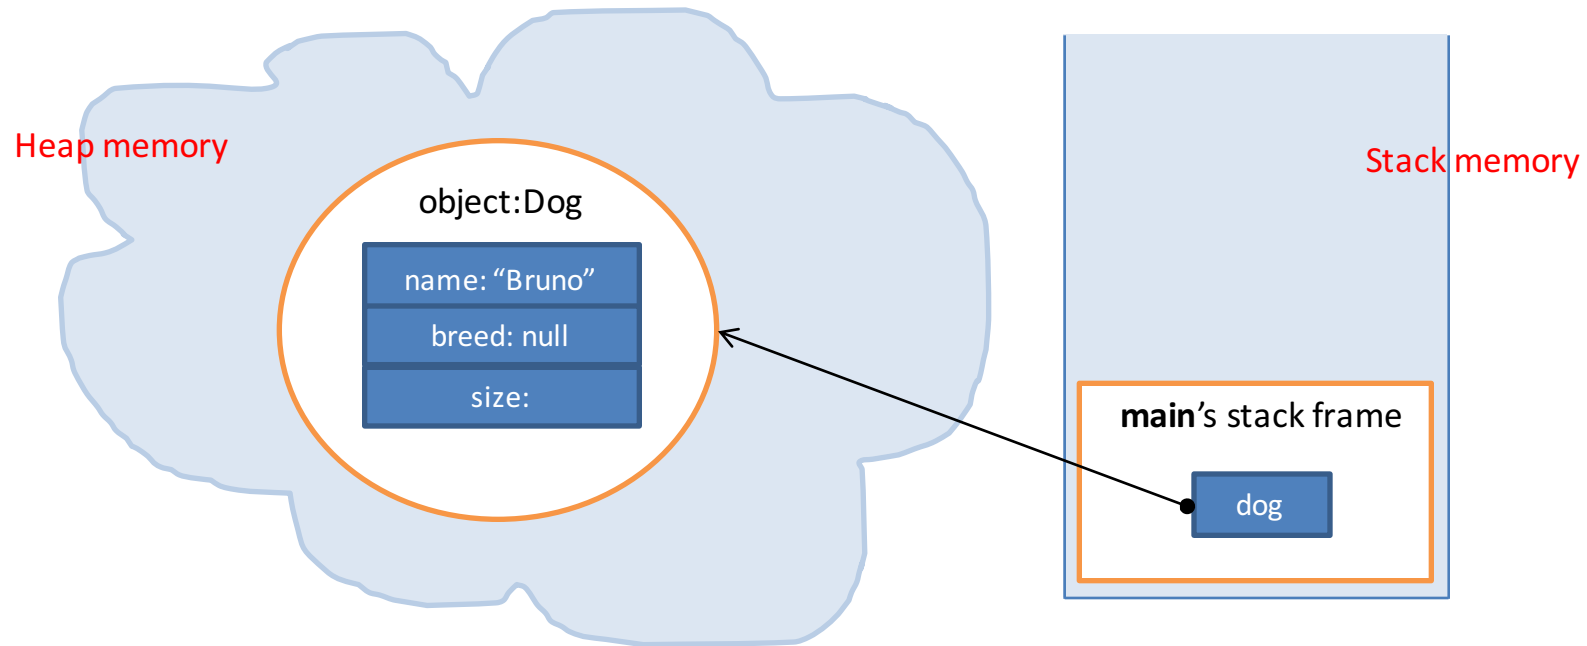 Heap memory
object:Dog
name: “Bruno”
breed: null
size:
Stack memory
main’s stack frame
dog